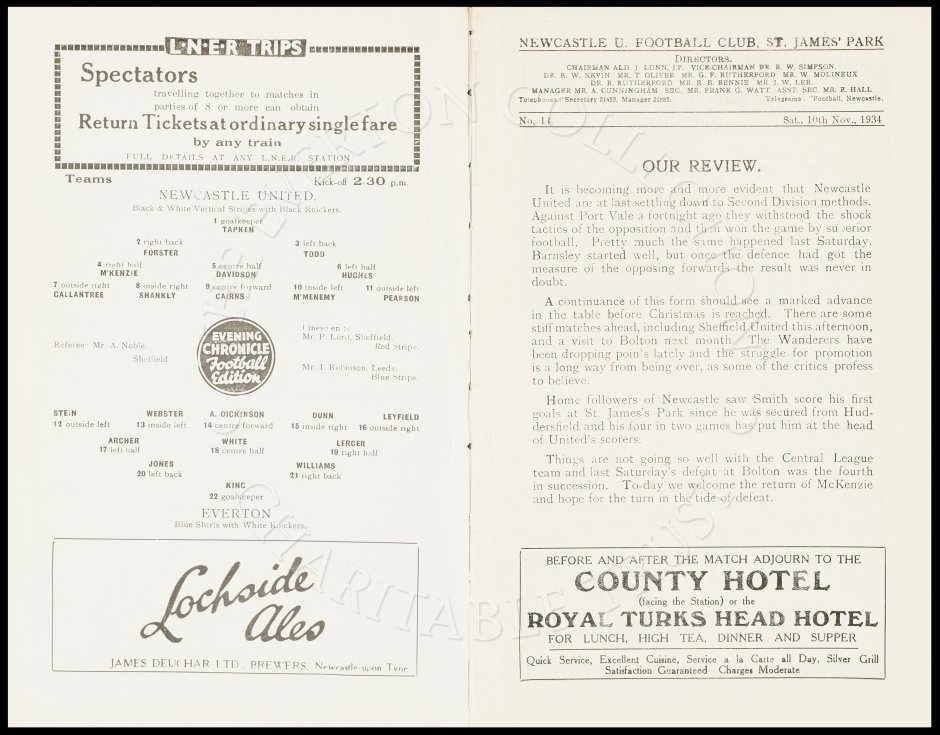 L·N·E·R TRIPS
Spectators
travelling together to matches in
parties of 8 or more can obtain
Return Tickets at ordinary single fare
by any train
FULL DETAILS AT ANY L.N.E.R STATION
Teams Kick-off 2·30 p.m.
NEWCASTLE UNITED.
Black & White Vertical Stripes with Black Knickers.
1 goalkeeper
TAPKEN
2 right back 3 left back
FORSTER TODD
4 right half 5 centre half 6 left half
M'KENZIE DAVIDSON HUGHES
7 outside right 8 inside right 9 centre forward 10 inside left 11 outside left
CALLANTREE SHANKLY CAIRNS M'MENEMY PEARSON
Referee: Mr A. Noble,
Sheffield
EVENING
CHRONICLE
Football
Edition
Linesmen:-
Mr. P. Lord, Sheffield,
Red Stripe.
Mr. I. Robinson, Leeds,
Blue Stripe.
STEIN WEBSTER A. DICKINSON DUNN LEYFIELD
12 outside left 13 inside left 14 centre forward 15 inside right 16 outside right
ARCHER WHITE LERCER
17 left half 18 centre half 19 right half
JONES WILLIAMS
20 left back 21 right back
KING
22 goalkeeper
EVERTON
Blue Shirts with White Knickers.
Lochside
Ales
JAMES DEUCHAR LTD., BREWERS, Newcastle-upon Tyne
NEWCASTLE U. FOOTBALL CLUB, ST. JAMES' PARK
DIRECTORS.
CHAIRMAN ALD. J. LUNN, J.P. VICE-CHAIRMAN DR. R. W. SIMPSON,
DR. R. W. NEVIN MR. T. OLIVER MR. G. F. RUTHERFORD MR. W. MOLINEUX
DR. R. RUTHERFORD MR. R. B. BENNIE MR. J. W. LEE.
MANAGER MR A. CUNNINGHAM SEC. MR. FRANK G. WATT ASST. SEC. MR. E. HALL
Telephones: Secretary 21459, Manager 22885. Telegrams: "Football, Newcastle.
No. 14 Sat., 10th Nov., 1934
OUR REVIEW.
It is becoming more and more evident that Newcastle
United are at last settling down to Second Division methods.
Against Port Vale a fortnight ago they withstood the shock
tactics of the opposition and then won the game by superior
football. Pretty much the same happened last Saturday.
Barnsley started well, but once the defence had got the
measure of the opposing forwards the result was never in
doubt.
A continuance of this form should see a marked advance
in the table before Christmas is reached. There are some
stiff matches ahead, including Sheffield United this afternoon,
and a visit to Bolton next month. The Wanderers have
been dropping points lately and the struggle for promotion
is a long way from being over, as some of the critics profess
to believe.
Home followers of Newcastle saw Smith score his first
goals at St. James's Park since he was secured from Hud-
dersfield and his four in two games has put him at the head
of United's scorers.
Things are not going so well with the Central League
team and last Saturday's defeat at Bolton was the fourth
in succession. To-day we welcome the return of McKenzie
and hope for the turn in the tide of defeat.
BEFORE AND AFTER THE MATCH ADJOURN TO THE
COUNTY HOTEL
(facing the Station) or the
ROYAL TURKS HEAD HOTEL
FOR LUNCH, HIGH TEA, DINNER AND SUPPER
Quick Service, Excellent Cuisine, Service a la Carte all Day, Silver Grill
Satisfaction Guaranteed Charges Moderate
EVERTON COLLECTION
CHARITABLE TRUST